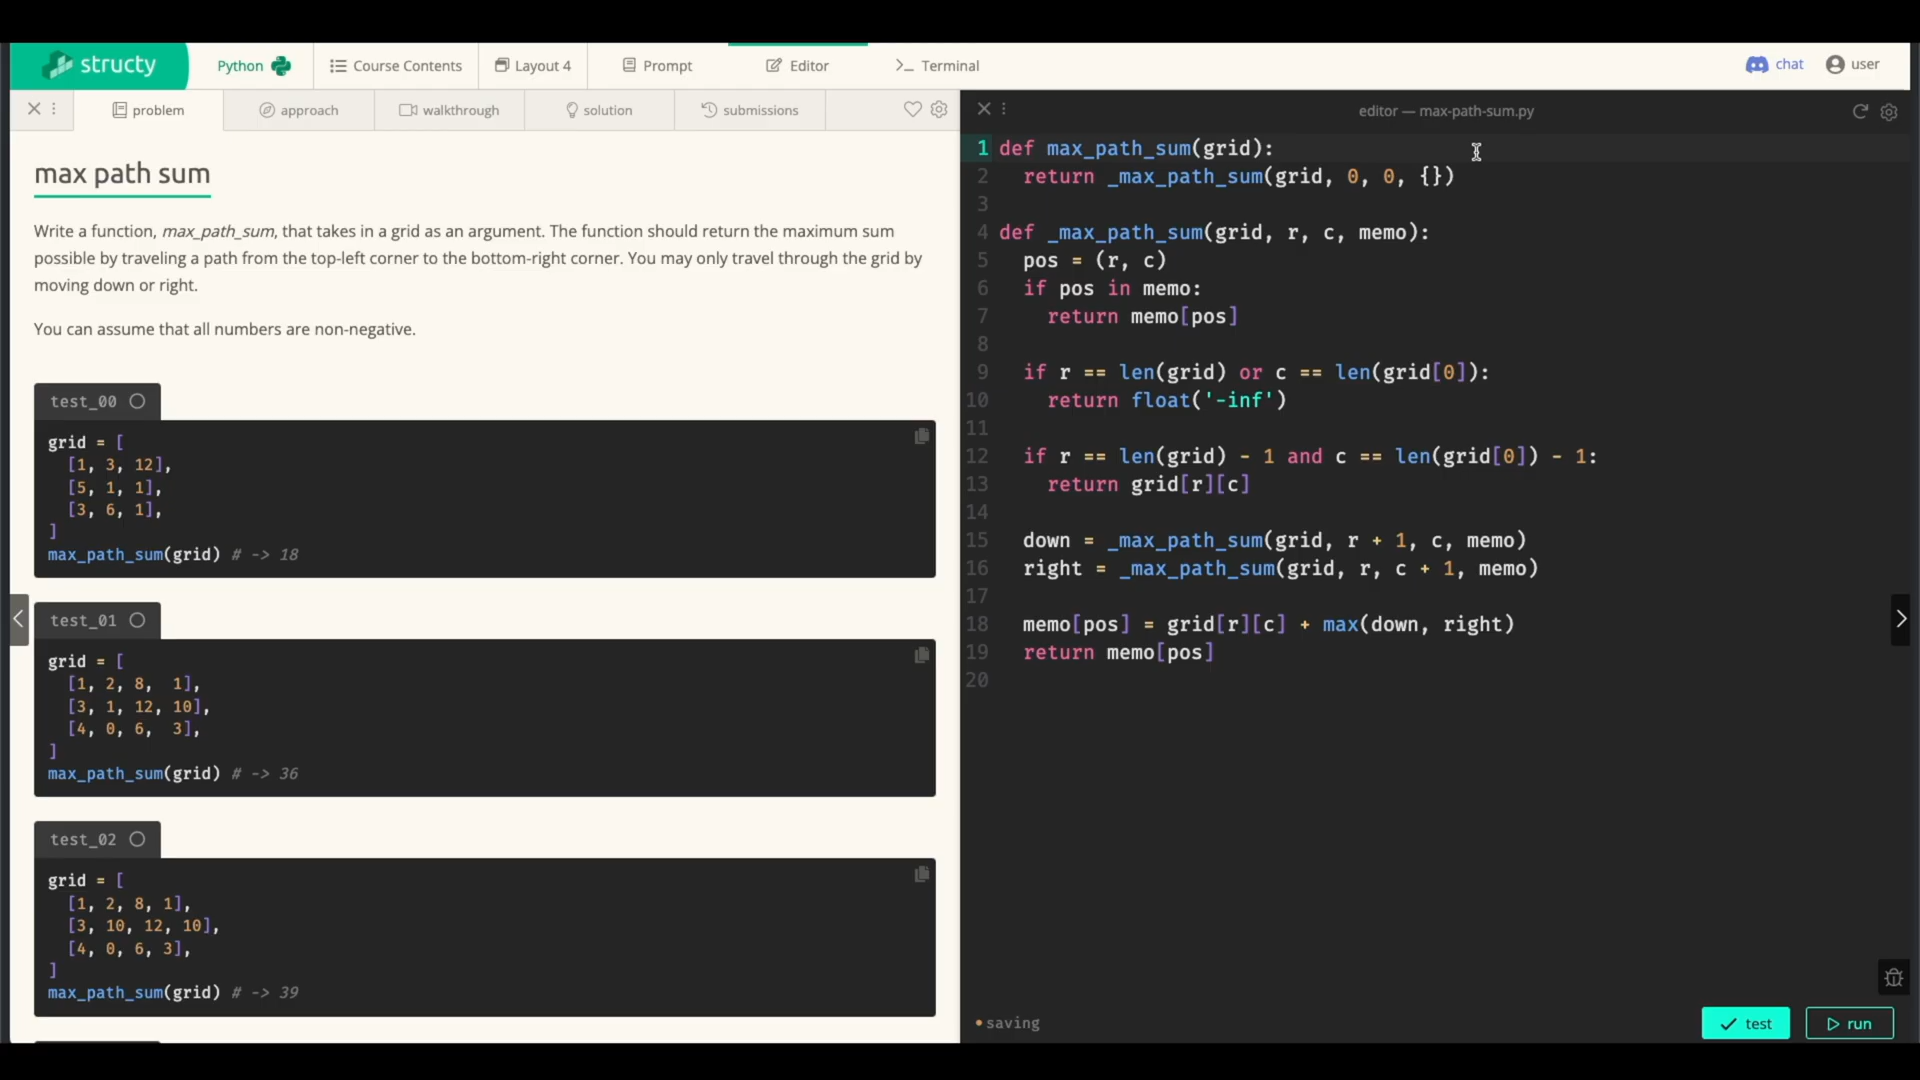 structy
Python
Course Contents
Layout 4
Prompt
Editor
>_ Terminal
chat
user
problem
approach
walkthrough
solution
submissions
max path sum
Write a function, max_path_sum, that takes in a grid as an argument. The function should return the maximum sum
possible by traveling a path from the top-left corner to the bottom-right corner. You may only travel through the grid by
moving down or right.
You can assume that all numbers are non-negative.
test_00
grid = [
  [1, 3, 12],
  [5, 1, 1],
  [3, 6, 1],
]
max_path_sum(grid) # -> 18
test_01
grid = [
  [1, 2, 8,  1],
  [3, 1, 12, 10],
  [4, 0, 6,  3],
]
max_path_sum(grid) # -> 36
test_02
grid = [
  [1, 2, 8, 1],
  [3, 10, 12, 10],
  [4, 0, 6, 3],
]
max_path_sum(grid) # -> 39
editor — max-path-sum.py
1 def max_path_sum(grid):
2   return _max_path_sum(grid, 0, 0, {})
3
4 def _max_path_sum(grid, r, c, memo):
5   pos = (r, c)
6   if pos in memo:
7     return memo[pos]
8
9   if r == len(grid) or c == len(grid[0]):
10     return float('-inf')
11
12   if r == len(grid) - 1 and c == len(grid[0]) - 1:
13     return grid[r][c]
14
15   down = _max_path_sum(grid, r + 1, c, memo)
16   right = _max_path_sum(grid, r, c + 1, memo)
17
18   memo[pos] = grid[r][c] + max(down, right)
19   return memo[pos]
20
saving
test
run